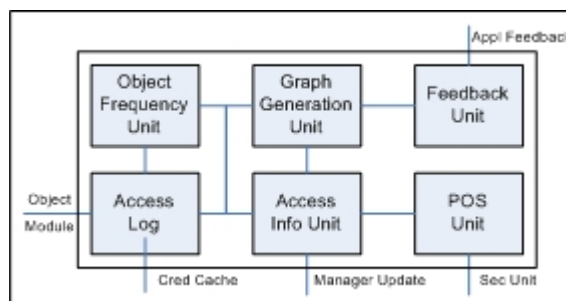 Appl Feedback
Object
Frequency
Unit
Graph
Generation
Unit
Feedback
Unit
Object
Module
Access
Log
Access
Info Unit
POS
Unit
Cred Cache
Manager Update
Sec Unit